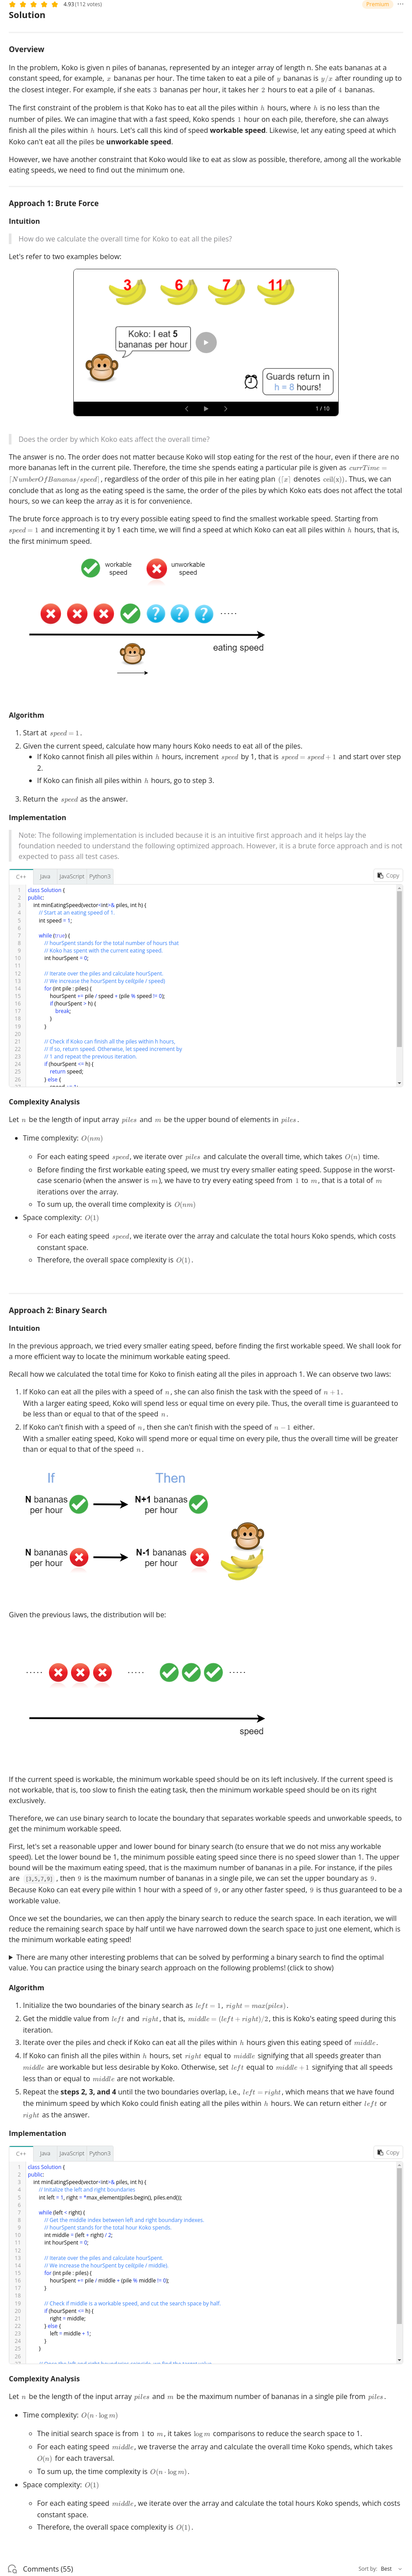 4.93 (112 votes)
Premium
Solution
Overview
In the problem, Koko is given n piles of bananas, represented by an integer array of length n. She eats bananas at a
constant speed, for example, x bananas per hour. The time taken to eat a pile of y bananas is y/x after rounding up to
the closest integer. For example, if she eats 3 bananas per hour, it takes her 2 hours to eat a pile of 4 bananas.
The first constraint of the problem is that Koko has to eat all the piles within h hours, where h is no less than the
number of piles. We can imagine that with a fast speed, Koko spends 1 hour on each pile, therefore, she can always
finish all the piles within h hours. Let's call this kind of speed workable speed. Likewise, let any eating speed at which
Koko can't eat all the piles be unworkable speed.
However, we have another constraint that Koko would like to eat as slow as possible, therefore, among all the workable
eating speeds, we need to find out the minimum one.
Approach 1: Brute Force
Intuition
How do we calculate the overall time for Koko to eat all the piles?
Let's refer to two examples below:
3 6 7 11
Koko: I eat 5
bananas per hour
Guards return in
h = 8 hours!
1 / 10
Does the order by which Koko eats affect the overall time?
The answer is no. The order does not matter because Koko will stop eating for the rest of the hour, even if there are no
more bananas left in the current pile. Therefore, the time she spends eating a particular pile is given as currTime =
⌈NumberOfBananas/speed⌉, regardless of the order of this pile in her eating plan (⌈x⌉ denotes ceil(x)). Thus, we can
conclude that as long as the eating speed is the same, the order of the piles by which Koko eats does not affect the total
hours, so we can keep the array as it is for convenience.
The brute force approach is to try every possible eating speed to find the smallest workable speed. Starting from
speed = 1 and incrementing it by 1 each time, we will find a speed at which Koko can eat all piles within h hours, that is,
the first minimum speed.
workable
speed
unworkable
speed
? ? ? .....
eating speed
Algorithm
1. Start at speed = 1.
2. Given the current speed, calculate how many hours Koko needs to eat all of the piles.
• If Koko cannot finish all piles within h hours, increment speed by 1, that is speed = speed + 1 and start over step
2.
• If Koko can finish all piles within h hours, go to step 3.
3. Return the speed as the answer.
Implementation
Note: The following implementation is included because it is an intuitive approach and it helps lay the
foundation needed to understand the following optimized approach. However, it is a brute force approach and is not
expected to pass all test cases.
C++ Java JavaScript Python3 Copy
1 class Solution {
2 public:
3 int minEatingSpeed(vector<int>& piles, int h) {
4 // Start at an eating speed of 1.
5 int speed = 1;
6
7 while (true) {
8 // hourSpent stands for the total number of hours that
9 // Koko has spent with the current eating speed.
10 int hourSpent = 0;
11
12 // Iterate over the piles and calculate hourSpent.
13 // We increase the hourSpent by ceil(pile / speed)
14 for (int pile : piles) {
15 hourSpent += pile / speed + (pile % speed != 0);
16 if (hourSpent > h) {
17 break;
18 }
19 }
20
21 // Check if Koko can finish all the piles within h hours,
22 // If so, return speed. Otherwise, let speed increment by
23 // 1 and repeat the previous iteration.
24 if (hourSpent <= h) {
25 return speed;
26 } else {
Complexity Analysis
Let n be the length of input array piles and m be the upper bound of elements in piles.
• Time complexity: O(nm)
◦ For each eating speed speed, we iterate over piles and calculate the overall time, which takes O(n) time.
◦ Before finding the first workable eating speed, we must try every smaller eating speed. Suppose in the worst-
case scenario (when the answer is m), we have to try every eating speed from 1 to m, that is a total of m
iterations over the array.
◦ To sum up, the overall time complexity is O(nm)
• Space complexity: O(1)
◦ For each eating speed speed, we iterate over the array and calculate the total hours Koko spends, which costs
constant space.
◦ Therefore, the overall space complexity is O(1).
Approach 2: Binary Search
Intuition
In the previous approach, we tried every smaller eating speed, before finding the first workable speed. We shall look for
a more efficient way to locate the minimum workable eating speed.
Recall how we calculated the total time for Koko to finish eating all the piles in approach 1. We can observe two laws:
1. If Koko can eat all the piles with a speed of n, she can also finish the task with the speed of n + 1.
With a larger eating speed, Koko will spend less or equal time on every pile. Thus, the overall time is guaranteed to
be less than or equal to that of the speed n.
2. If Koko can't finish with a speed of n, then she can't finish with the speed of n − 1 either.
With a smaller eating speed, Koko will spend more or equal time on every pile, thus the overall time will be greater
than or equal to that of the speed n.
If Then
N bananas
per hour
N+1 bananas
per hour
N bananas
per hour
N-1 bananas
per hour
Given the previous laws, the distribution will be:
..... ..... .....
speed
If the current speed is workable, the minimum workable speed should be on its left inclusively. If the current speed is
not workable, that is, too slow to finish the eating task, then the minimum workable speed should be on its right
exclusively.
Therefore, we can use binary search to locate the boundary that separates workable speeds and unworkable speeds, to
get the minimum workable speed.
First, let's set a reasonable upper and lower bound for binary search (to ensure that we do not miss any workable
speed). Let the lower bound be 1, the minimum possible eating speed since there is no speed slower than 1. The upper
bound will be the maximum eating speed, that is the maximum number of bananas in a pile. For instance, if the piles
are [3,5,7,9] , then 9 is the maximum number of bananas in a single pile, we can set the upper boundary as 9.
Because Koko can eat every pile within 1 hour with a speed of 9, or any other faster speed, 9 is thus guaranteed to be a
workable value.
Once we set the boundaries, we can then apply the binary search to reduce the search space. In each iteration, we will
reduce the remaining search space by half until we have narrowed down the search space to just one element, which is
the minimum workable eating speed!
▶ There are many other interesting problems that can be solved by performing a binary search to find the optimal
value. You can practice using the binary search approach on the following problems! (click to show)
Algorithm
1. Initialize the two boundaries of the binary search as left = 1, right = max(piles).
2. Get the middle value from left and right, that is, middle = (left + right)/2, this is Koko's eating speed during this
iteration.
3. Iterate over the piles and check if Koko can eat all the piles within h hours given this eating speed of middle.
4. If Koko can finish all the piles within h hours, set right equal to middle signifying that all speeds greater than
middle are workable but less desirable by Koko. Otherwise, set left equal to middle + 1 signifying that all speeds
less than or equal to middle are not workable.
5. Repeat the steps 2, 3, and 4 until the two boundaries overlap, i.e., left = right, which means that we have found
the minimum speed by which Koko could finish eating all the piles within h hours. We can return either left or
right as the answer.
Implementation
C++ Java JavaScript Python3 Copy
1 class Solution {
2 public:
3 int minEatingSpeed(vector<int>& piles, int h) {
4 // Initalize the left and right boundaries
5 int left = 1, right = *max_element(piles.begin(), piles.end());
6
7 while (left < right) {
8 // Get the middle index between left and right boundary indexes.
9 // hourSpent stands for the total hour Koko spends.
10 int middle = (left + right) / 2;
11 int hourSpent = 0;
12
13 // Iterate over the piles and calculate hourSpent.
14 // We increase the hourSpent by ceil(pile / middle).
15 for (int pile : piles) {
16 hourSpent += pile / middle + (pile % middle != 0);
17 }
18
19 // Check if middle is a workable speed, and cut the search space by half.
20 if (hourSpent <= h) {
21 right = middle;
22 } else {
23 left = middle + 1;
24 }
25 }
26
Complexity Analysis
Let n be the length of the input array piles and m be the maximum number of bananas in a single pile from piles.
• Time complexity: O(n · log m)
◦ The initial search space is from 1 to m, it takes log m comparisons to reduce the search space to 1.
◦ For each eating speed middle, we traverse the array and calculate the overall time Koko spends, which takes
O(n) for each traversal.
◦ To sum up, the time complexity is O(n · log m).
• Space complexity: O(1)
◦ For each eating speed middle, we iterate over the array and calculate the total hours Koko spends, which costs
constant space.
◦ Therefore, the overall space complexity is O(1).
Comments (55)
Sort by: Best